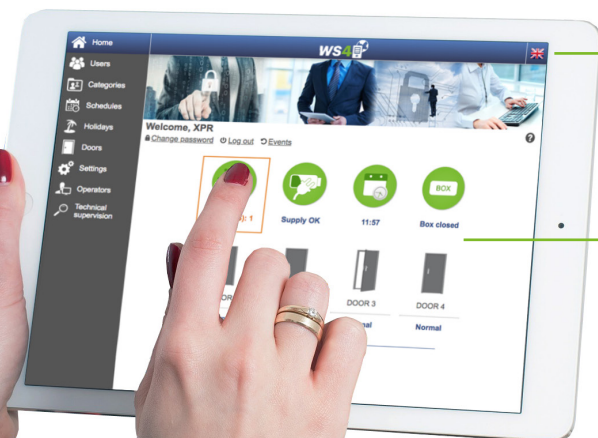 Home
WS4
Users
Categories
Schedules
Holidays
Doors
Settings
Operators
Technical
supervision
Welcome, XPR
Change password Log out Events
?
BOX
: 1
Supply OK
11:57
Box closed
DOOR 3
DOOR 4
Normal